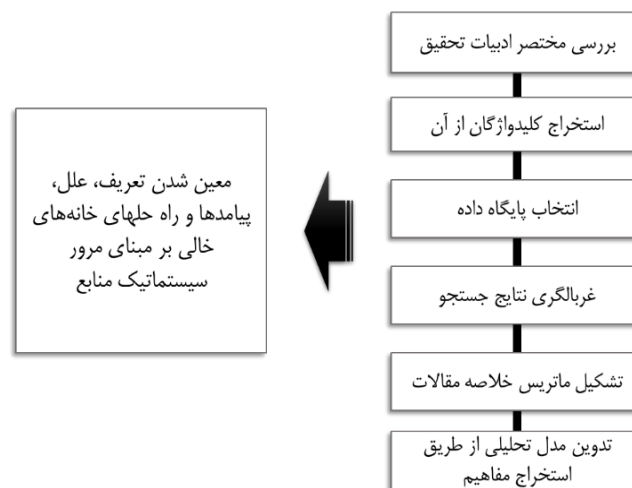 بررسی مختصر ادبیات تحقیق
استخراج کلیدواژگان از آن
انتخاب پایگاه داده
غربالگری نتایج جستجو
تشکیل ماتریس خلاصه مقالات
تدوین مدل تحلیلی از طریق
استخراج مفاهیم
معین شدن تعریف، علل،
پیامدها و راه حلهای خانه‌های
خالی بر مبنای مرور
سیستماتیک منابع